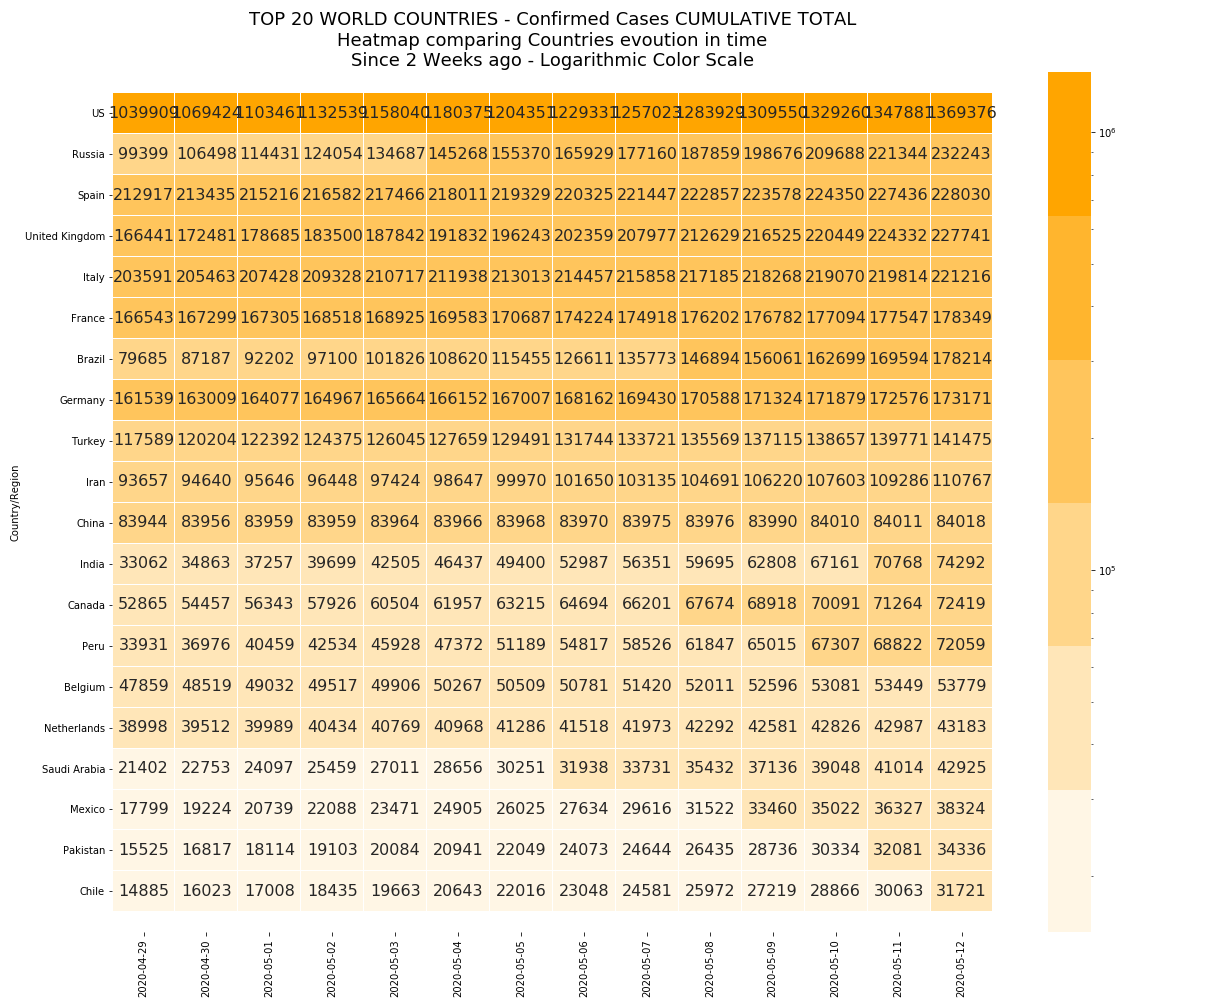 TOP 20 WORLD COUNTRIES - Confirmed Cases CUMULATIVE TOTAL
Heatmap comparing Countries evoution in time
Since 2 Weeks ago - Logarithmic Color Scale
US 1039909 1069424 1103461 1132539 1158040 1180375 1204351 1229331 1257023 1283929 1309550 1329260 1347881 1369376
Russia 99399 106498 114431 124054 134687 145268 155370 165929 177160 187859 198676 209688 221344 232243
Spain 212917 213435 215216 216582 217466 218011 219329 220325 221447 222857 223578 224350 227436 228030
United Kingdom 166441 172481 178685 183500 187842 191832 196243 202359 207977 212629 216525 220449 224332 227741
Italy 203591 205463 207428 209328 210717 211938 213013 214457 215858 217185 218268 219070 219814 221216
France 166543 167299 167305 168518 168925 169583 170687 174224 174918 176202 176782 177094 177547 178349
Brazil 79685 87187 92202 97100 101826 108620 115455 126611 135773 146894 156061 162699 169594 178214
Germany 161539 163009 164077 164967 165664 166152 167007 168162 169430 170588 171324 171879 172576 173171
Turkey 117589 120204 122392 124375 126045 127659 129491 131744 133721 135569 137115 138657 139771 141475
Iran 93657 94640 95646 96448 97424 98647 99970 101650 103135 104691 106220 107603 109286 110767
China 83944 83956 83959 83959 83964 83966 83968 83970 83975 83976 83990 84010 84011 84018
India 33062 34863 37257 39699 42505 46437 49400 52987 56351 59695 62808 67161 70768 74292
Canada 52865 54457 56343 57926 60504 61957 63215 64694 66201 67674 68918 70091 71264 72419
Peru 33931 36976 40459 42534 45928 47372 51189 54817 58526 61847 65015 67307 68822 72059
Belgium 47859 48519 49032 49517 49906 50267 50509 50781 51420 52011 52596 53081 53449 53779
Netherlands 38998 39512 39989 40434 40769 40968 41286 41518 41973 42292 42581 42826 42987 43183
Saudi Arabia 21402 22753 24097 25459 27011 28656 30251 31938 33731 35432 37136 39048 41014 42925
Mexico 17799 19224 20739 22088 23471 24905 26025 27634 29616 31522 33460 35022 36327 38324
Pakistan 15525 16817 18114 19103 20084 20941 22049 24073 24644 26435 28736 30334 32081 34336
Chile 14885 16023 17008 18435 19663 20643 22016 23048 24581 25972 27219 28866 30063 31721
Country/Region
2020-04-29 2020-04-30 2020-05-01 2020-05-02 2020-05-03 2020-05-04 2020-05-05 2020-05-06 2020-05-07 2020-05-08 2020-05-09 2020-05-10 2020-05-11 2020-05-12
10⁶
10⁵